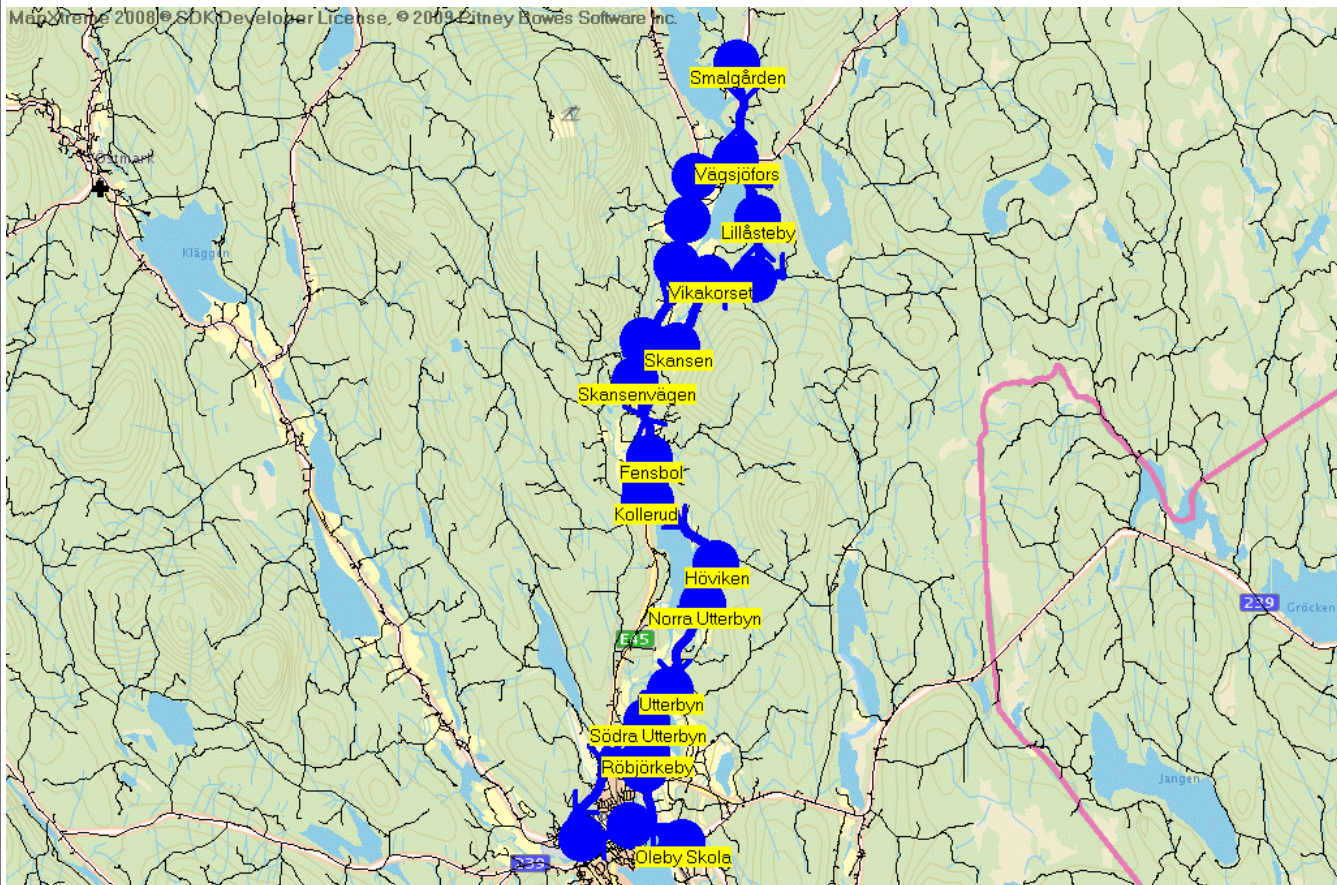 MapXtreme 2008 ® SDK Developer License, © 2009 Pitney Bowes Software Inc.
Smalgården
Östmark
Vägsjöfors
Lillåsteby
Kläggen
Vikakorset
Skansen
Skansenvägen
Fensbol
Kollerud
Höviken
239
Gröcken
Norra Utterbyn
E45
Utterbyn
Södra Utterbyn
Röbjörkeby
Jangen
239
Oleby Skola